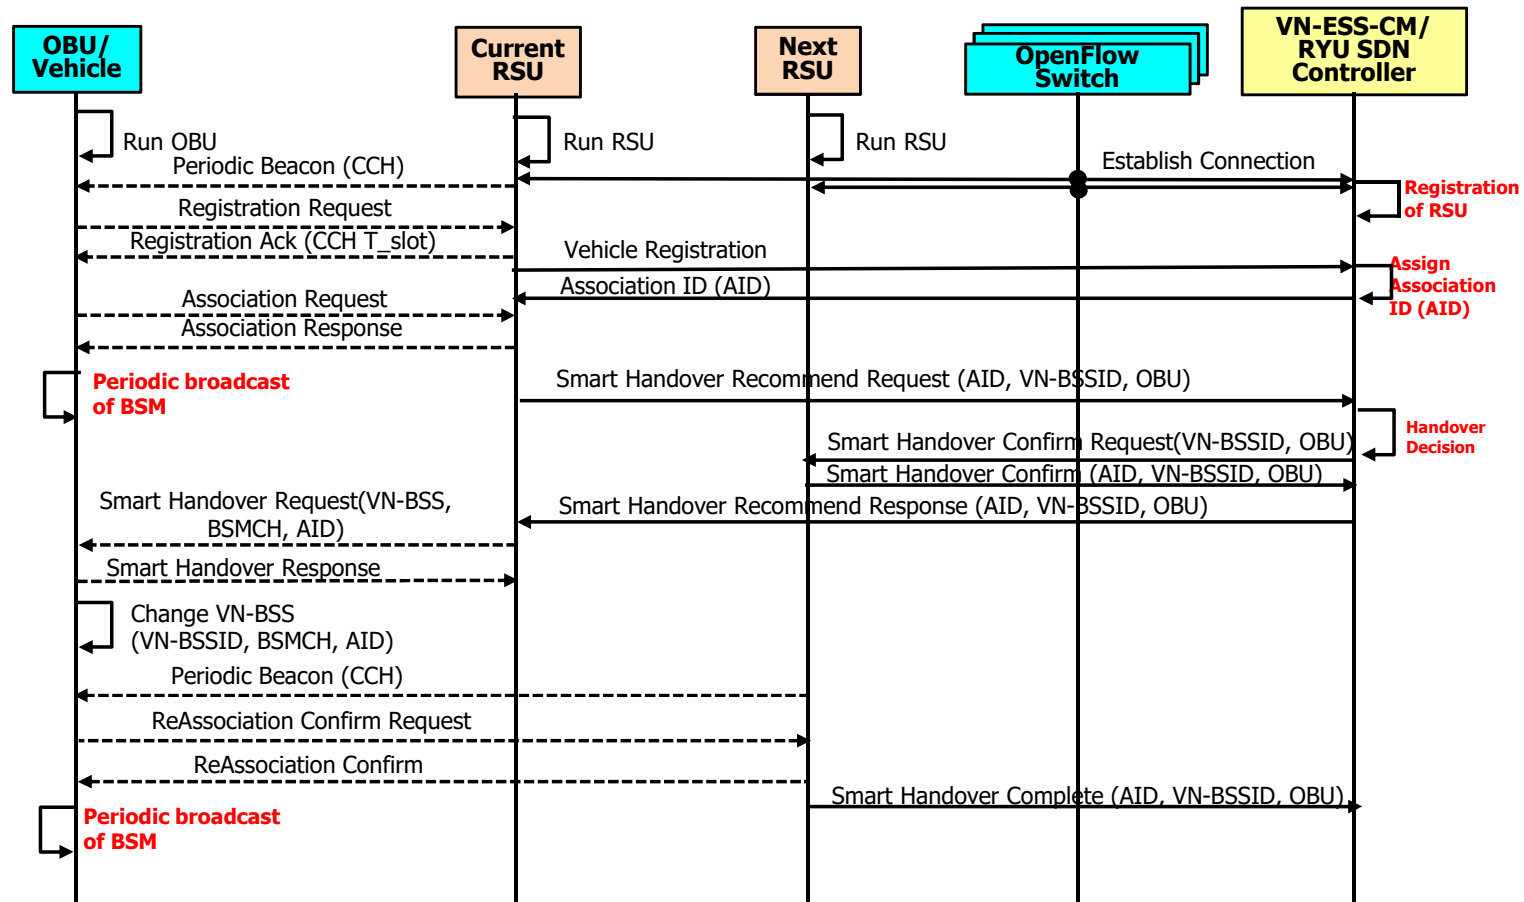 OBU/
Vehicle
Current
RSU
Next
RSU
OpenFlow
Switch
VN-ESS-CM/
RYU SDN
Controller
Run OBU
Run RSU
Run RSU
Establish Connection
Periodic Beacon (CCH)
Registration
of RSU
Registration Request
Registration Ack (CCH T_slot)
Vehicle Registration
Assign
Association
ID (AID)
Association ID (AID)
Association Request
Association Response
Periodic broadcast
of BSM
Smart Handover Recommend Request (AID, VN-BSSID, OBU)
Handover
Decision
Smart Handover Confirm Request(VN-BSSID, OBU)
Smart Handover Confirm (AID, VN-BSSID, OBU)
Smart Handover Recommend Response (AID, VN-BSSID, OBU)
Smart Handover Request(VN-BSS,
BSMCH, AID)
Smart Handover Response
Change VN-BSS
(VN-BSSID, BSMCH, AID)
Periodic Beacon (CCH)
ReAssociation Confirm Request
ReAssociation Confirm
Smart Handover Complete (AID, VN-BSSID, OBU)
Periodic broadcast
of BSM